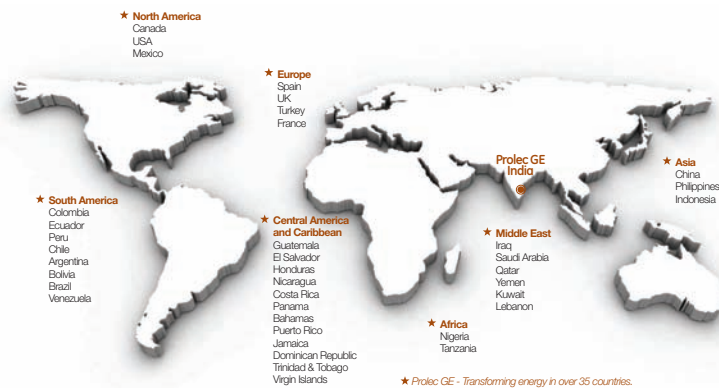 ★ North America
Canada
USA
Mexico
★ Europe
Spain
UK
Turkey
France
Prolec GE
India
★ Asia
China
Philippines
Indonesia
★ South America
Colombia
Ecuador
Peru
Chile
Argentina
Bolivia
Brazil
Venezuela
★ Central America
and Caribbean
Guatemala
El Salvador
Honduras
Nicaragua
Costa Rica
Panama
Bahamas
Puerto Rico
Jamaica
Dominican Republic
Trinidad & Tobago
Virgin Islands
★ Middle East
Iraq
Saudi Arabia
Qatar
Yemen
Kuwait
Lebanon
★ Africa
Nigeria
Tanzania
★ Prolec GE - Transforming energy in over 35 countries.